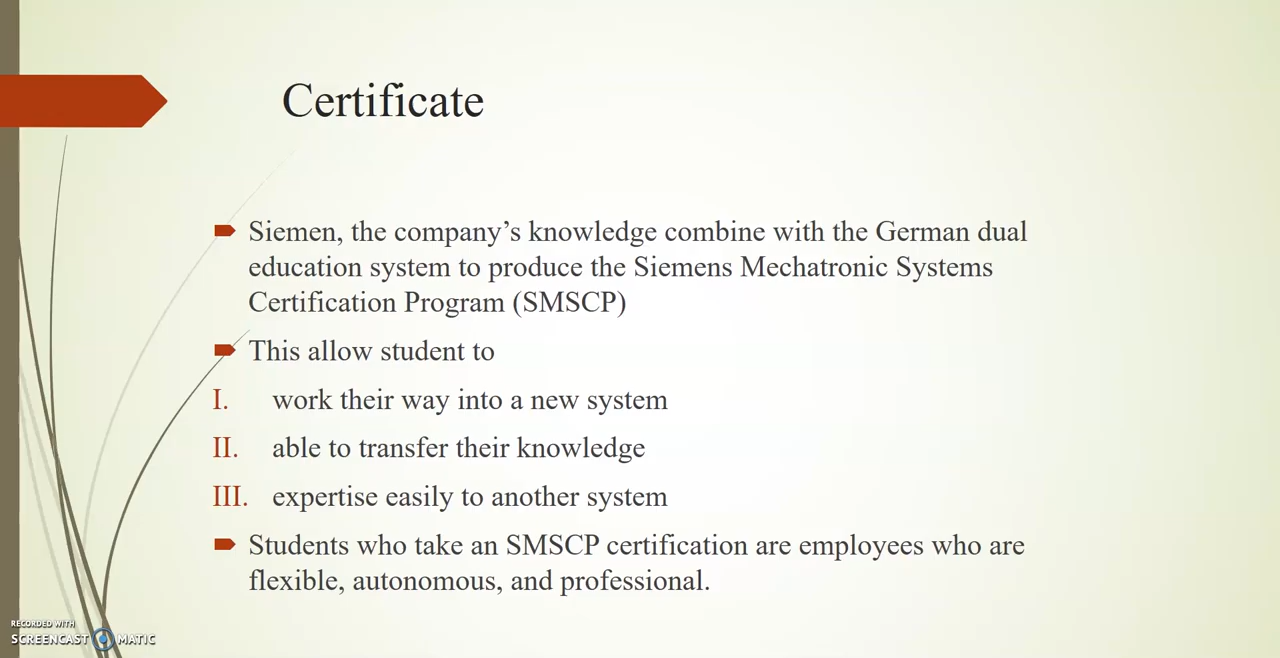 Certificate
Siemen, the company’s knowledge combine with the German dual
education system to produce the Siemens Mechatronic Systems
Certification Program (SMSCP)
This allow student to
I. work their way into a new system
II. able to transfer their knowledge
III. expertise easily to another system
Students who take an SMSCP certification are employees who are
flexible, autonomous, and professional.
RECORDED WITH
SCREENCAST MATIC